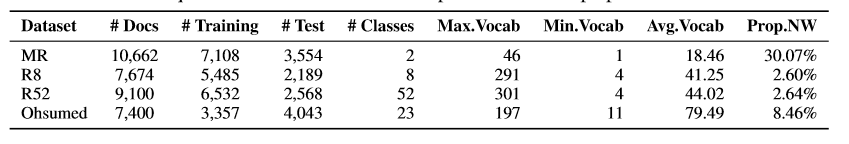 Dataset # Docs # Training # Test # Classes Max.Vocab Min.Vocab Avg.Vocab Prop.NW
MR 10,662 7,108 3,554 2 46 1 18.46 30.07%
R8 7,674 5,485 2,189 8 291 4 41.25 2.60%
R52 9,100 6,532 2,568 52 301 4 44.02 2.64%
Ohsumed 7,400 3,357 4,043 23 197 11 79.49 8.46%